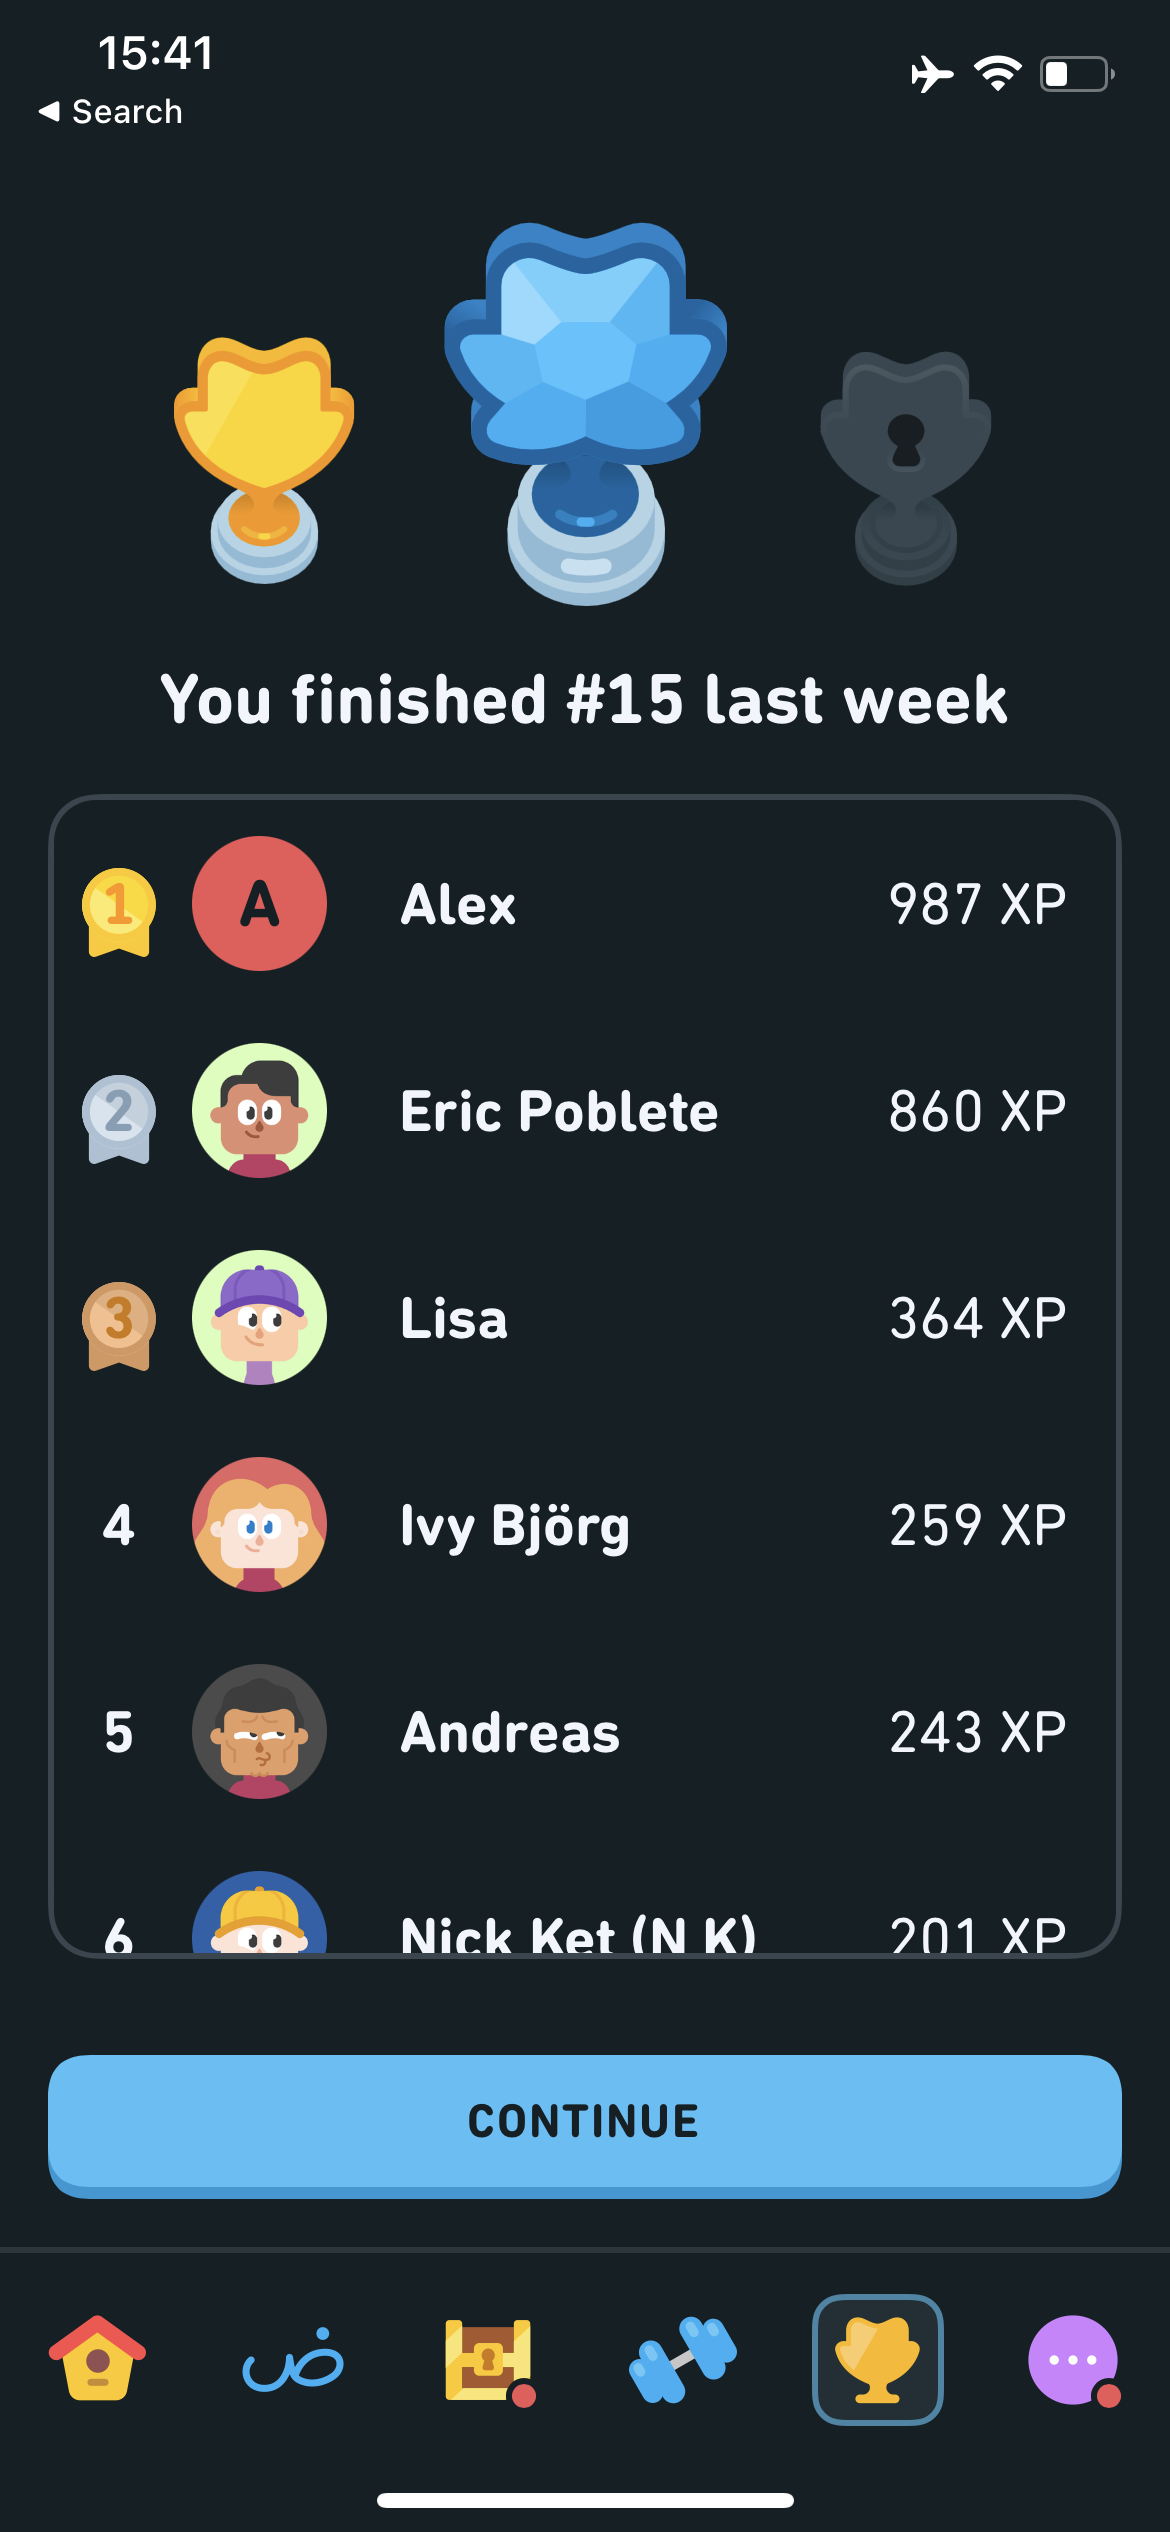 15:41
Search
You finished #15 last week
1 A Alex 987 XP
2 Eric Poblete 860 XP
3 Lisa 364 XP
4 Ivy Björg 259 XP
5 Andreas 243 XP
6 Nick Ket (N K) 201 XP
CONTINUE
ض